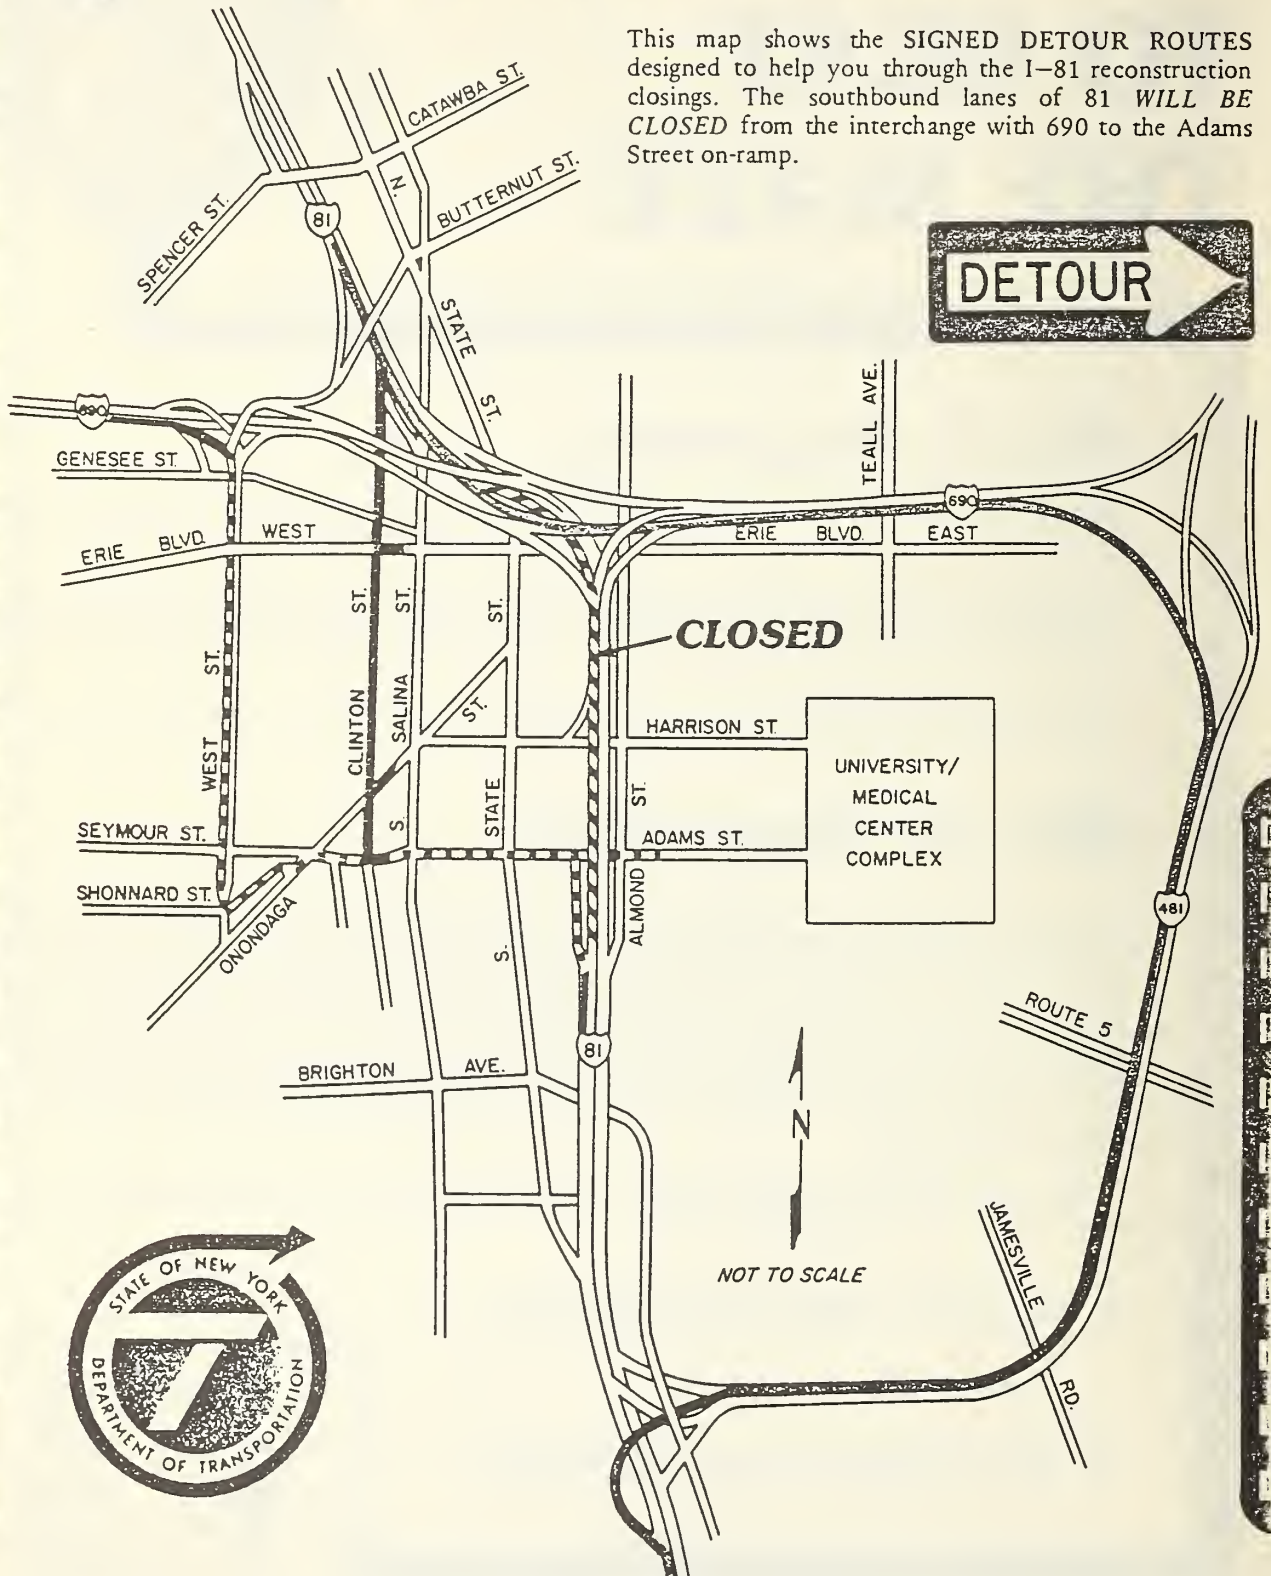 This map shows the SIGNED DETOUR ROUTES
designed to help you through the I–81 reconstruction
closings. The southbound lanes of 81 WILL BE
CLOSED from the interchange with 690 to the Adams
Street on-ramp.
DETOUR
CATAWBA ST.
N.
BUTTERNUT ST.
SPENCER ST.
81
STATE
ST.
TEALL AVE.
690
GENESEE ST.
690
ERIE BLVD.
WEST
ERIE BLVD. EAST
ST.
ST.
ST.
CLOSED
WEST ST.
CLINTON
SALINA
ST.
HARRISON ST.
UNIVERSITY/
MEDICAL
CENTER
COMPLEX
STATE
ST.
SEYMOUR ST.
S.
ADAMS ST.
SHONNARD ST.
ONONDAGA
ALMOND
481
S.
ROUTE 5
81
BRIGHTON AVE.
N
JAMESVILLE
RD.
NOT TO SCALE
STATE OF NEW YORK
DEPARTMENT OF TRANSPORTATION